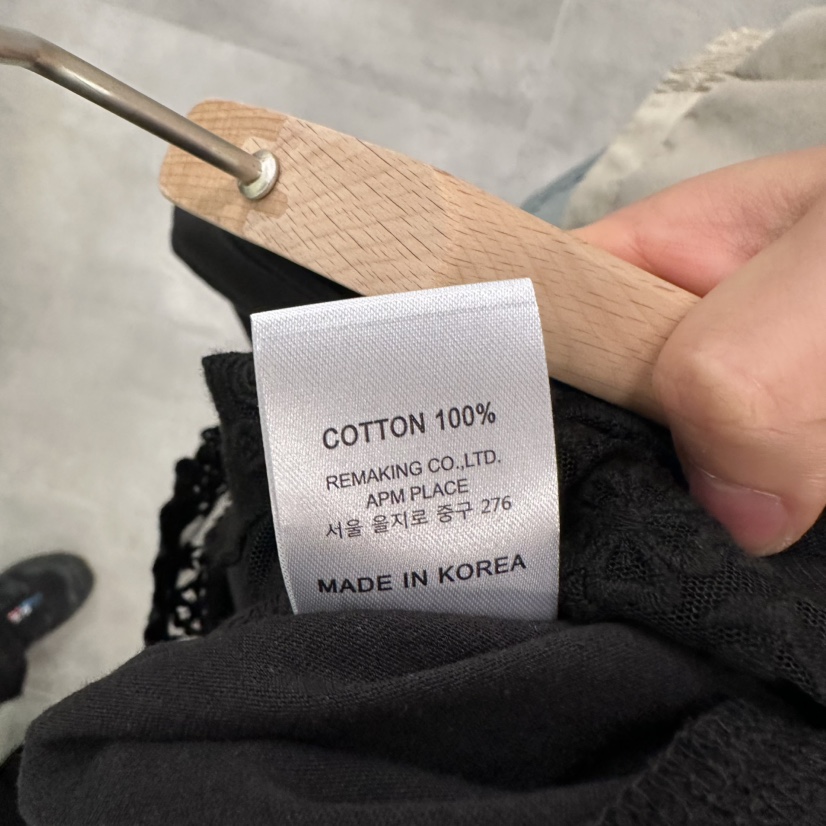 COTTON 100%
REMAKING CO.,LTD.
APM PLACE
서울 을지로 중구 276
MADE IN KOREA